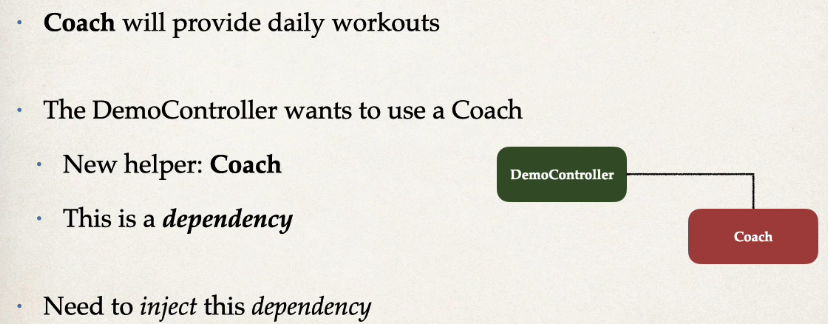 • Coach will provide daily workouts
• The DemoController wants to use a Coach
• New helper: Coach
• This is a dependency
DemoController
Coach
• Need to inject this dependency